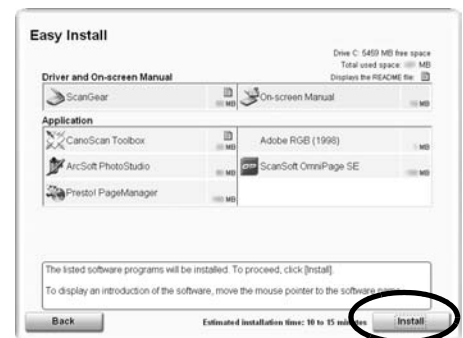 Easy Install
Drive C: 5459 MB free space
Total used space: MB
Driver and On-screen Manual
Displays the README file:
ScanGear MB
On-screen Manual MB
Application
CanoScan Toolbox MB
Adobe RGB (1998) MB
ArcSoft PhotoStudio MB
ScanSoft OmniPage SE MB
Presto! PageManager MB
The listed software programs will be installed. To proceed, click [Install].
To display an introduction of the software, move the mouse pointer to the software name.
Back
Estimated installation time: 10 to 15 minutes
Install